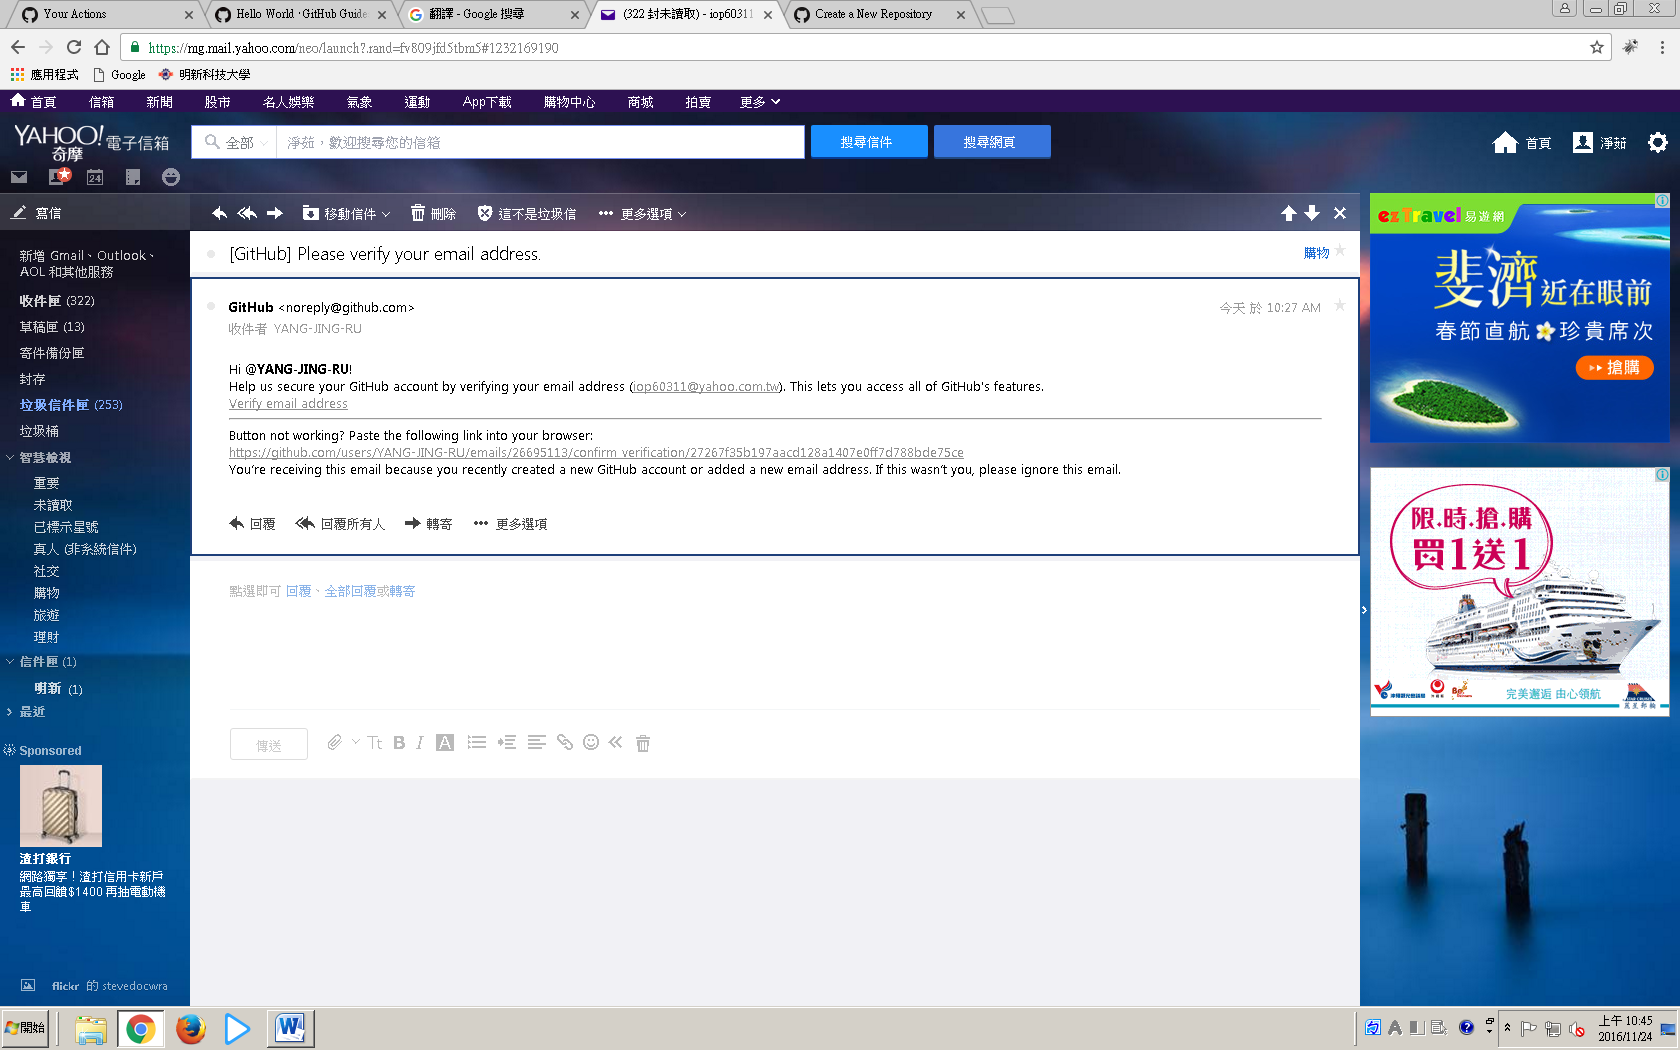 Your Actions
Hello World · GitHub Guide
翻譯 - Google 搜尋
(322 封未讀取) - iop60311
Create a New Repository
https://mg.mail.yahoo.com/neo/launch?.rand=fv809jfd5tbm5#1232169190
應用程式 Google 明新科技大學
首頁 信箱 新聞 股市 名人娛樂 氣象 運動 App下載 購物中心 商城 拍賣 更多
YAHOO! 奇摩 電子信箱
全部 淨茹，歡迎搜尋您的信箱 搜尋信件 搜尋網頁 首頁 淨茹
24
寫信
移動信件 刪除 這不是垃圾信 更多選項
新增 Gmail、Outlook、
AOL 和其他服務
收件匣 (322)
草稿匣 (13)
寄件備份匣
封存
垃圾信件匣 (253)
垃圾桶
智慧檢視
重要
未讀取
已標示星號
真人 (非系統信件)
社交
購物
旅遊
理財
信件匣 (1)
明新 (1)
最近
Sponsored
渣打銀行
網路獨享！渣打信用卡新戶
最高回饋$1400 再抽電動機
車
flickr 的 stevedocwra
[GitHub] Please verify your email address.
購物
GitHub <noreply@github.com>
今天 於 10:27 AM
收件者 YANG-JING-RU
Hi @YANG-JING-RU!
Help us secure your GitHub account by verifying your email address (iop60311@yahoo.com.tw). This lets you access all of GitHub's features.
Verify email address
Button not working? Paste the following link into your browser:
https://github.com/users/YANG-JING-RU/emails/26695113/confirm_verification/27267f35b197aacd128a1407e0ff7d788bde75ce
You're receiving this email because you recently created a new GitHub account or added a new email address. If this wasn't you, please ignore this email.
回覆 回覆所有人 轉寄 更多選項
點選即可 回覆、全部回覆或轉寄
傳送
Tt B I A
ezTravel 易遊網
斐濟近在眼前
春節直航 珍貴席次
搶購
限.時.搶.購
買1送1
完美邂逅 由心領航
麗星郵輪
開始
上午 10:45
2016/11/24